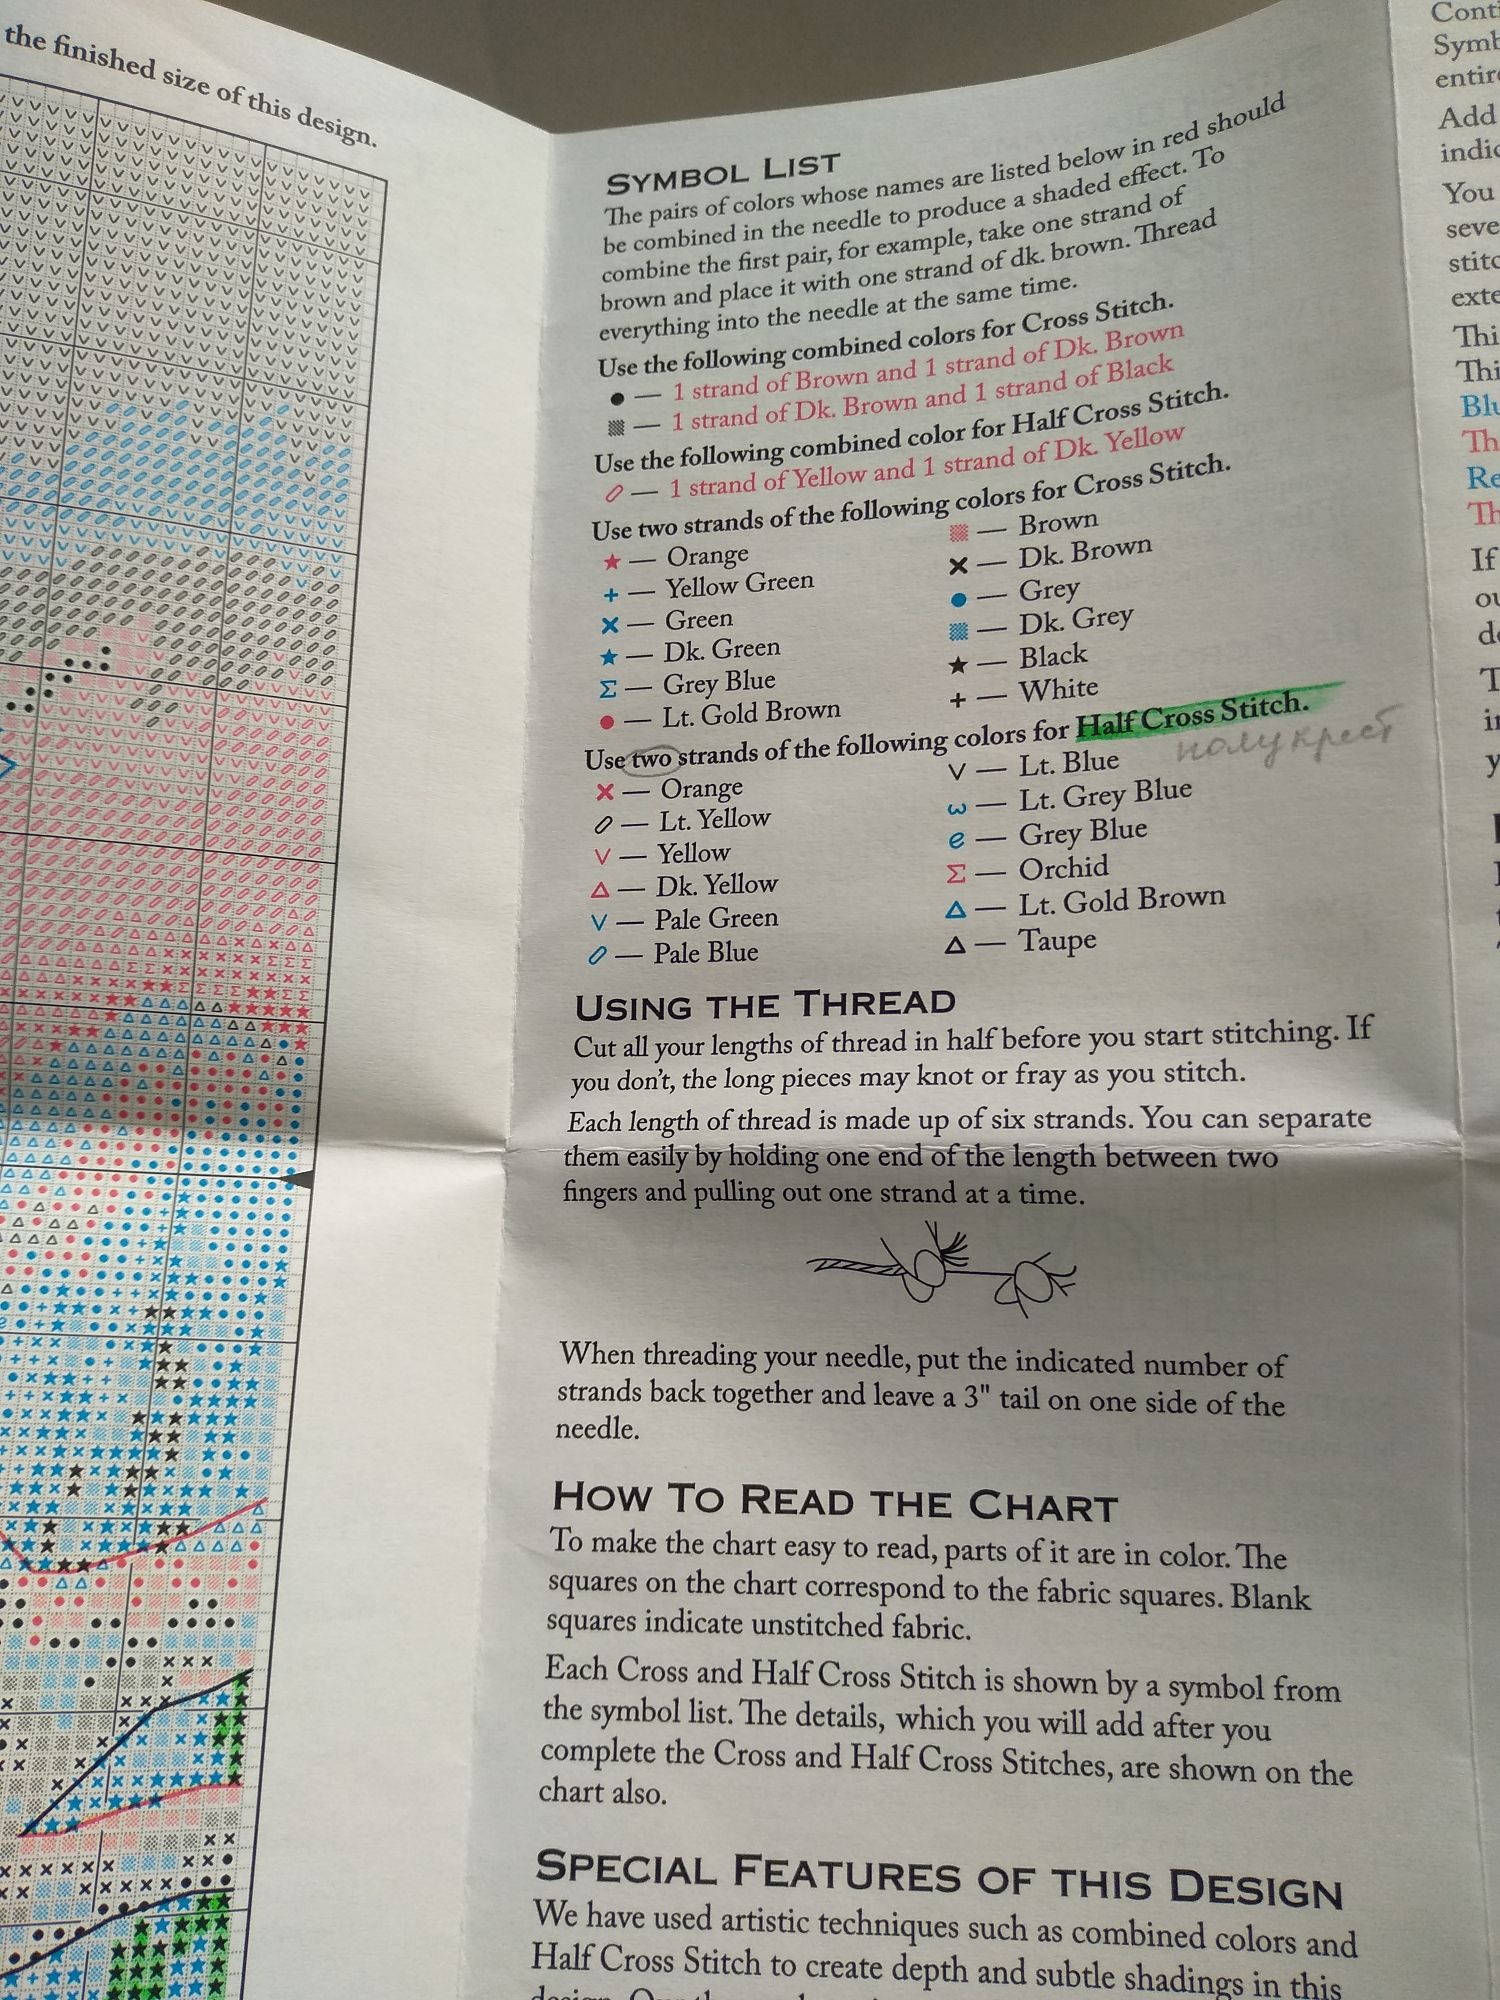 the finished size of this design.
SYMBOL LIST
The pairs of colors whose names are listed below in red should
be combined in the needle to produce a shaded effect. To
combine the first pair, for example, take one strand of
brown and place it with one strand of dk. brown. Thread
everything into the needle at the same time.
Use the following combined colors for Cross Stitch.
● — 1 strand of Brown and 1 strand of Dk. Brown
▩ — 1 strand of Dk. Brown and 1 strand of Black
Use the following combined color for Half Cross Stitch.
⬭ — 1 strand of Yellow and 1 strand of Dk. Yellow
Use two strands of the following colors for Cross Stitch.
★ — Orange
+ — Yellow Green
✕ — Green
★ — Dk. Green
Σ — Grey Blue
● — Lt. Gold Brown
▩ — Brown
✕ — Dk. Brown
● — Grey
▩ — Dk. Grey
★ — Black
+ — White
Use two strands of the following colors for Half Cross Stitch.
полукрест
✕ — Orange
⬭ — Lt. Yellow
V — Yellow
△ — Dk. Yellow
V — Pale Green
⬭ — Pale Blue
V — Lt. Blue
ω — Lt. Grey Blue
e — Grey Blue
Σ — Orchid
△ — Lt. Gold Brown
△ — Taupe
USING THE THREAD
Cut all your lengths of thread in half before you start stitching. If
you don't, the long pieces may knot or fray as you stitch.
Each length of thread is made up of six strands. You can separate
them easily by holding one end of the length between two
fingers and pulling out one strand at a time.
When threading your needle, put the indicated number of
strands back together and leave a 3" tail on one side of the
needle.
HOW TO READ THE CHART
To make the chart easy to read, parts of it are in color. The
squares on the chart correspond to the fabric squares. Blank
squares indicate unstitched fabric.
Each Cross and Half Cross Stitch is shown by a symbol from
the symbol list. The details, which you will add after you
complete the Cross and Half Cross Stitches, are shown on the
chart also.
SPECIAL FEATURES OF THIS DESIGN
We have used artistic techniques such as combined colors and
Half Cross Stitch to create depth and subtle shadings in this
Add
You
If